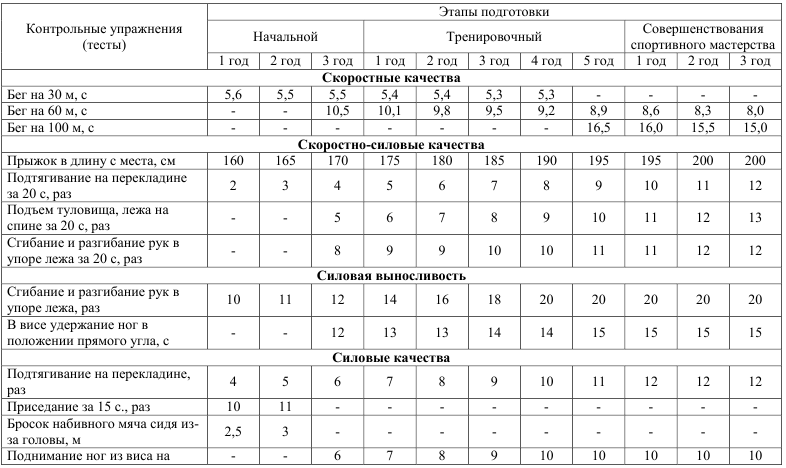 Контрольные упражнения (тесты) Этапы подготовки
Начальной Тренировочный Совершенствования спортивного мастерства
1 год 2 год 3 год 1 год 2 год 3 год 4 год 5 год 1 год 2 год 3 год
Скоростные качества
Бег на 30 м, с 5,6 5,5 5,5 5,4 5,4 5,3 5,3 - - - -
Бег на 60 м, с - - 10,5 10,1 9,8 9,5 9,2 8,9 8,6 8,3 8,0
Бег на 100 м, с - - - - - - - 16,5 16,0 15,5 15,0
Скоростно-силовые качества
Прыжок в длину с места, см 160 165 170 175 180 185 190 195 195 200 200
Подтягивание на перекладине
за 20 с, раз 2 3 4 5 6 7 8 9 10 11 12
Подъем туловища, лежа на
спине за 20 с, раз - - 5 6 7 8 9 10 11 12 13
Сгибание и разгибание рук в
упоре лежа за 20 с, раз - - 8 9 9 10 10 11 11 12 12
Силовая выносливость
Сгибание и разгибание рук в
упоре лежа, раз 10 11 12 14 16 18 20 20 20 20 20
В висе удержание ног в
положении прямого угла, с - - 12 13 13 14 14 15 15 15 15
Силовые качества
Подтягивание на перекладине,
раз 4 5 6 7 8 9 10 11 12 12 12
Приседание за 15 с., раз 10 11 - - - - - - - - -
Бросок набивного мяча сидя из-
за головы, м 2,5 3 - - - - - - - - -
Поднимание ног из виса на - - 6 7 8 9 10 10 10 10 10